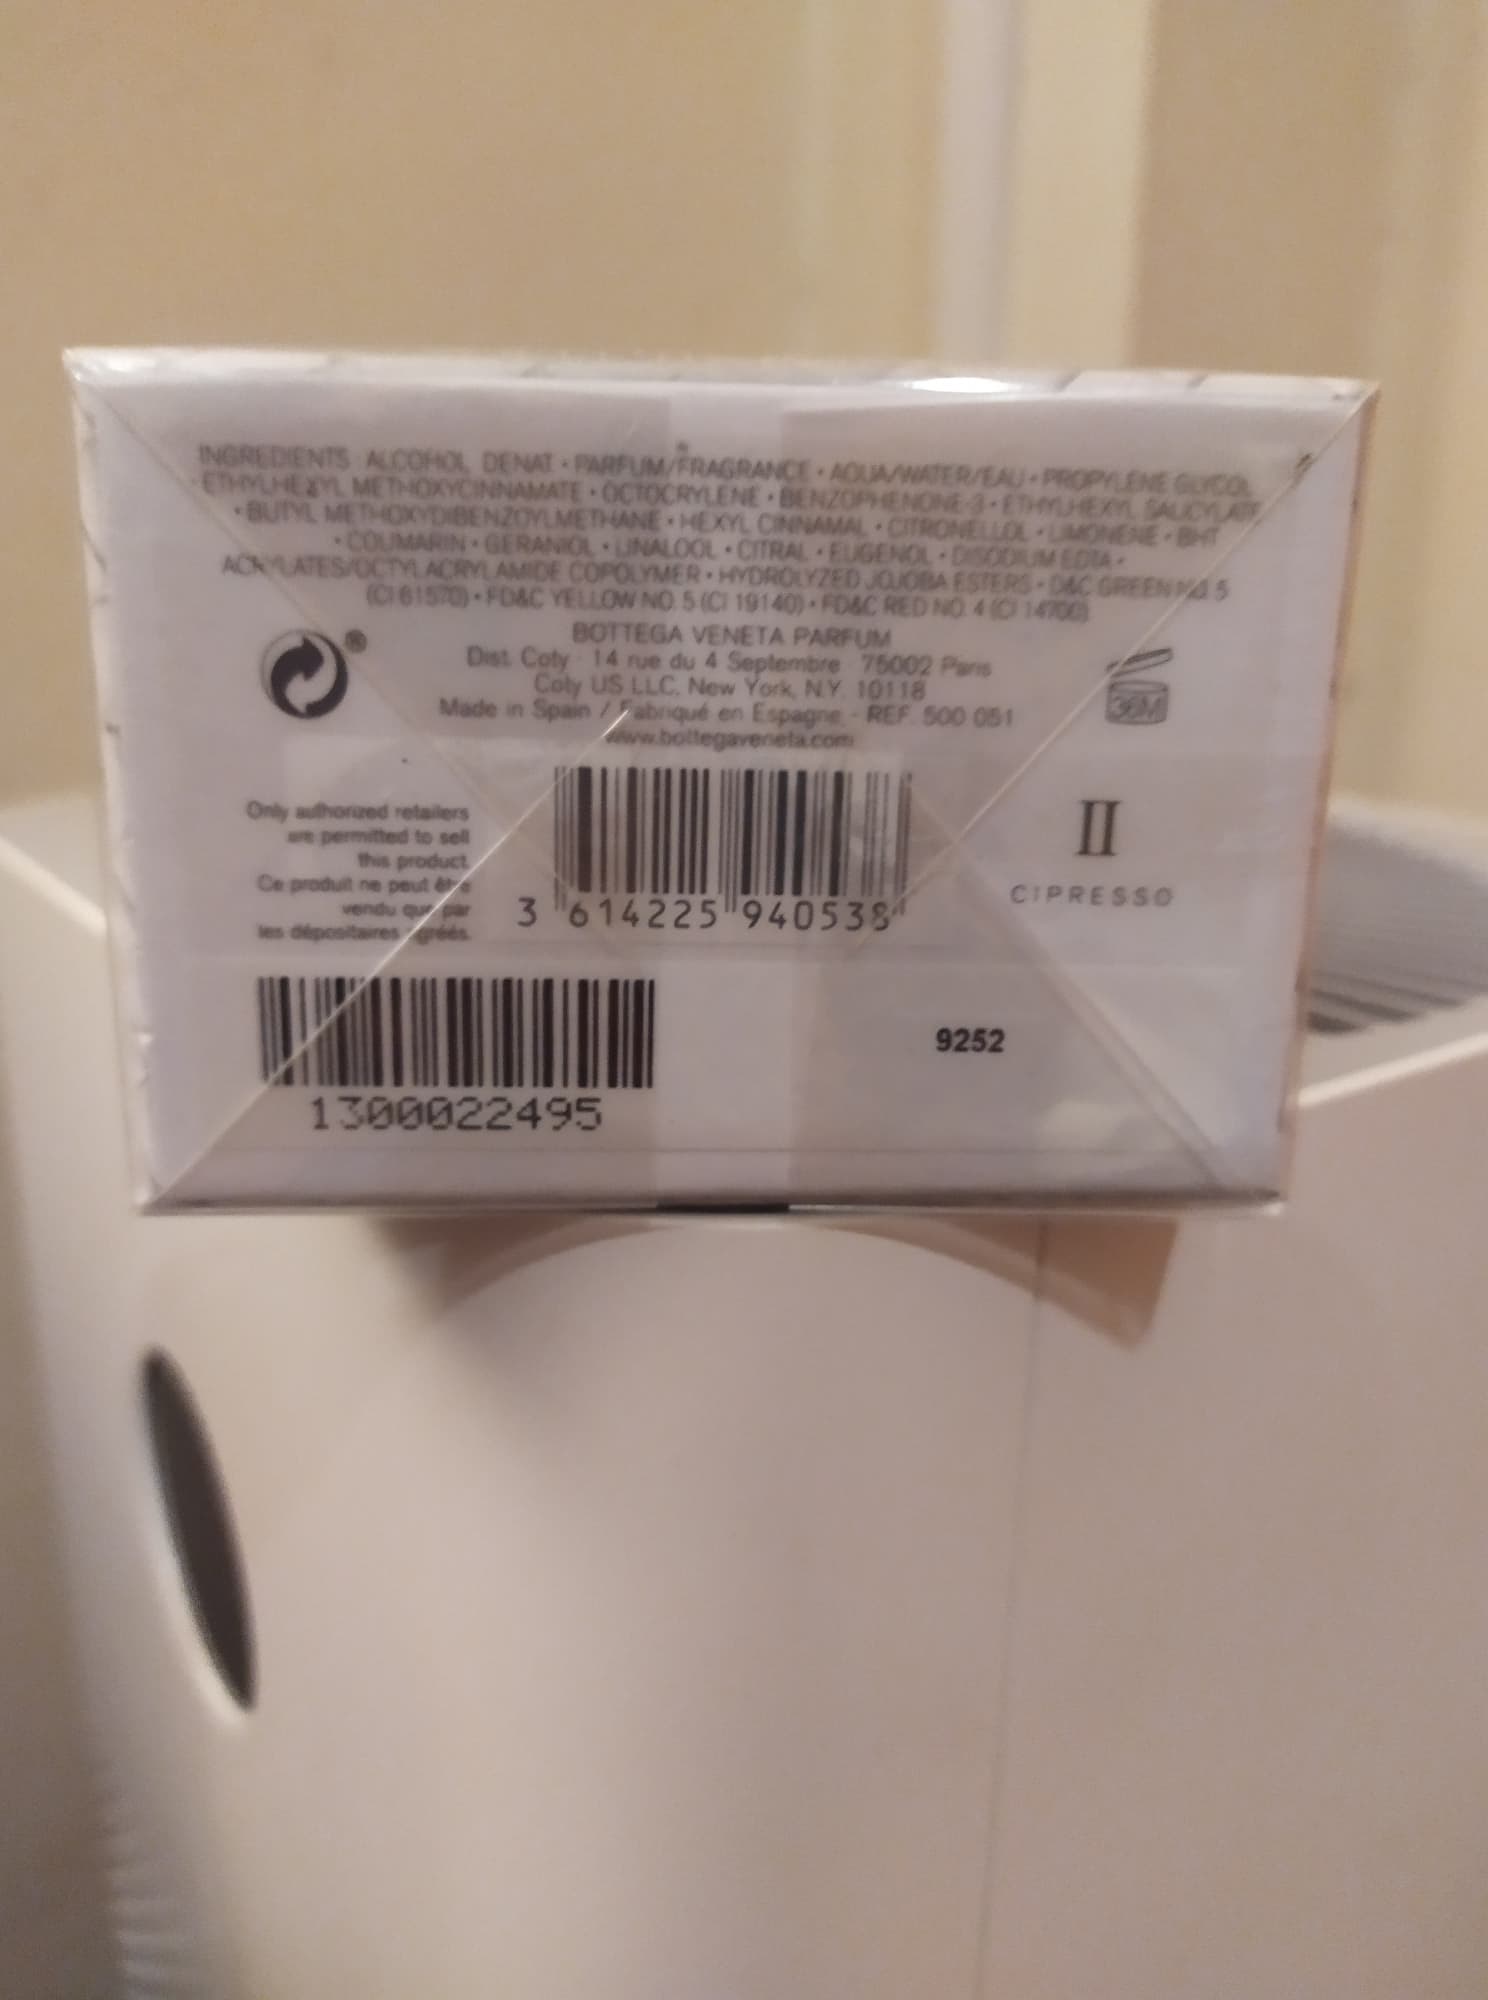 INGREDIENTS ALCOHOL DENAT • PARFUM/FRAGRANCE • AQUA/WATER/EAU • PROPYLENE GLYCOL
ETHYLHEXYL METHOXYCINNAMATE • OCTOCRYLENE • BENZOPHENONE-3 • ETHYLHEXYL SALICYLATE
• BUTYL METHOXYDIBENZOYLMETHANE • HEXYL CINNAMAL • CITRONELLOL • LIMONENE • BHT
• COUMARIN • GERANIOL • LINALOOL • CITRAL • EUGENOL • DISODIUM EDTA •
ACRYLATES/OCTYLACRYLAMIDE COPOLYMER • HYDROLYZED JOJOBA ESTERS • D&C GREEN NO 5
(CI 61570) • FD&C YELLOW NO. 5 (CI 19140) • FD&C RED NO. 4 (CI 14700)
BOTTEGA VENETA PARFUM
Dist. Coty - 14 rue du 4 Septembre 75002 Paris
Coty US LLC. New York, N.Y. 10118
Made in Spain / Fabriqué en Espagne - REF. 500 051
www.bottegaveneta.com
36M
Only authorized retailers
are permitted to sell
this product.
Ce produit ne peut être
vendu que par
les dépositaires agréés.
3 614225 940538
II
CIPRESSO
1300022495
9252